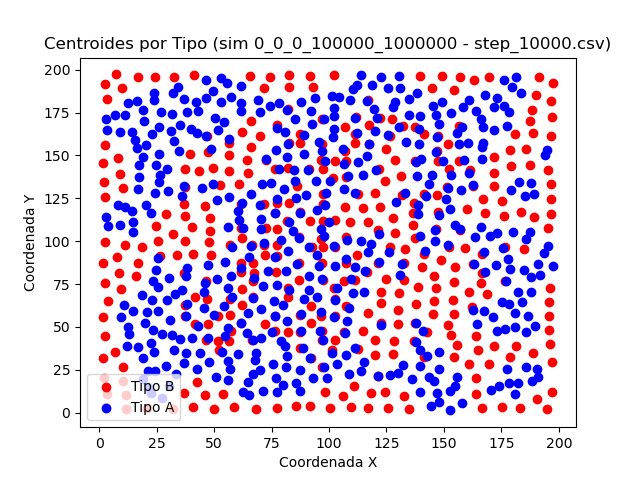 Centroides por Tipo (sim 0_0_0_100000_1000000 - step_10000.csv)
200
175
150
125
100
75
50
25
0
Coordenada Y
Tipo B
Tipo A
0 25 50 75 100 125 150 175 200
Coordenada X